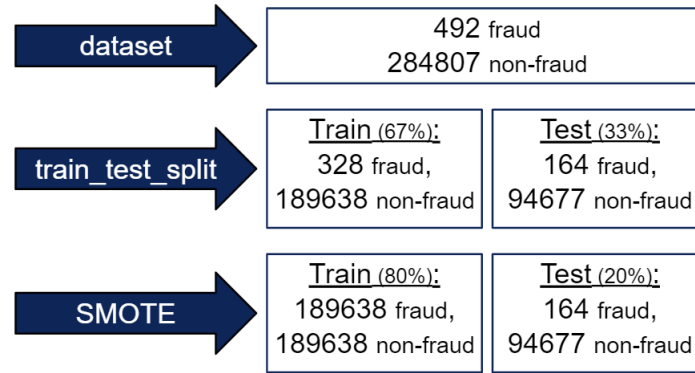 dataset
492 fraud
284807 non-fraud
train_test_split
Train (67%):
328 fraud,
189638 non-fraud
Test (33%):
164 fraud,
94677 non-fraud
SMOTE
Train (80%):
189638 fraud,
189638 non-fraud
Test (20%):
164 fraud,
94677 non-fraud